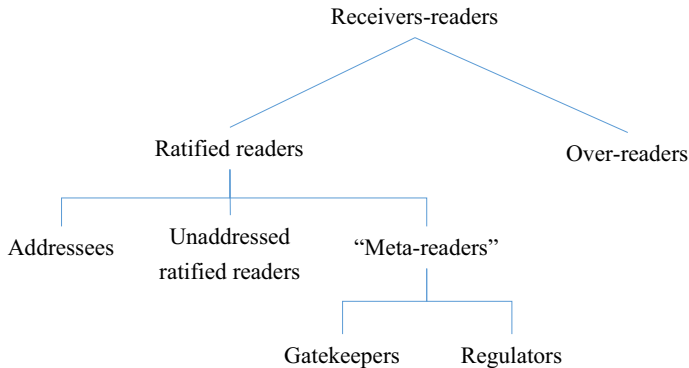 Receivers-readers
Ratified readers
Over-readers
Addressees
Unaddressed
ratified readers
“Meta-readers”
Gatekeepers
Regulators